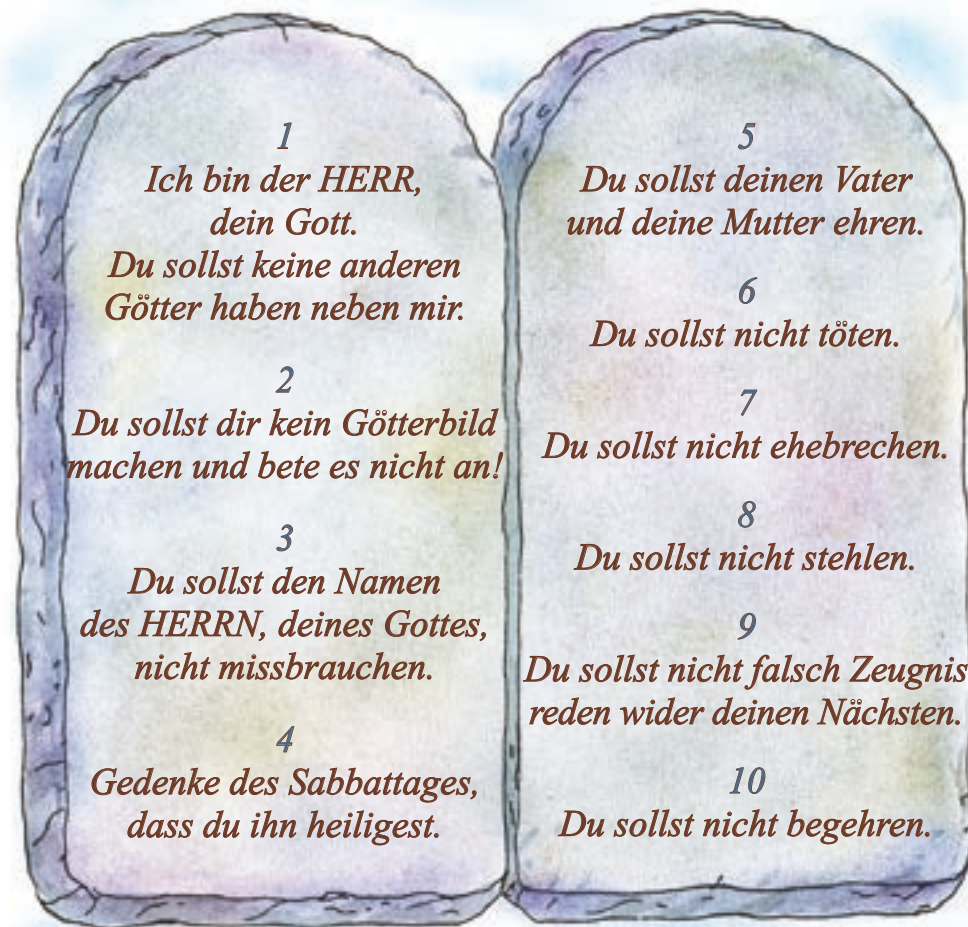 1
Ich bin der HERR,
dein Gott.
Du sollst keine anderen
Götter haben neben mir.
2
Du sollst dir kein Götterbild
machen und bete es nicht an!
3
Du sollst den Namen
des HERRN, deines Gottes,
nicht missbrauchen.
4
Gedenke des Sabbattages,
dass du ihn heiligest.
5
Du sollst deinen Vater
und deine Mutter ehren.
6
Du sollst nicht töten.
7
Du sollst nicht ehebrechen.
8
Du sollst nicht stehlen.
9
Du sollst nicht falsch Zeugnis
reden wider deinen Nächsten.
10
Du sollst nicht begehren.